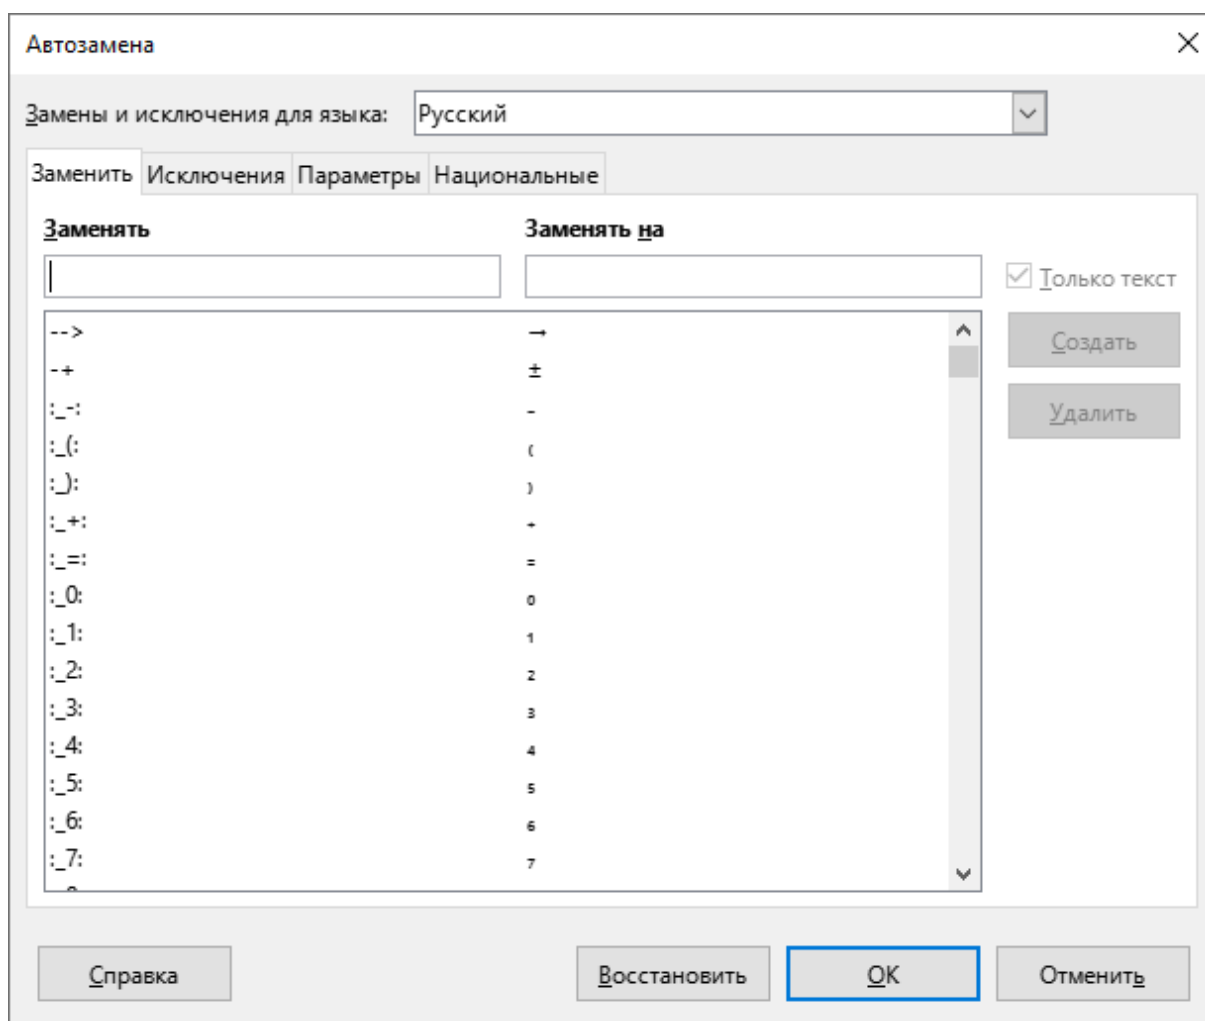 Автозамена
Замены и исключения для языка: Русский
Заменить Исключения Параметры Национальные
Заменять Заменять на
Только текст
--> →
Создать
-+ ±
:_-: ₋
Удалить
:_(: ₍
:_): ₎
:_+: ₊
:_=: ₌
:_0: ₀
:_1: ₁
:_2: ₂
:_3: ₃
:_4: ₄
:_5: ₅
:_6: ₆
:_7: ₇
Справка Восстановить OK Отменить